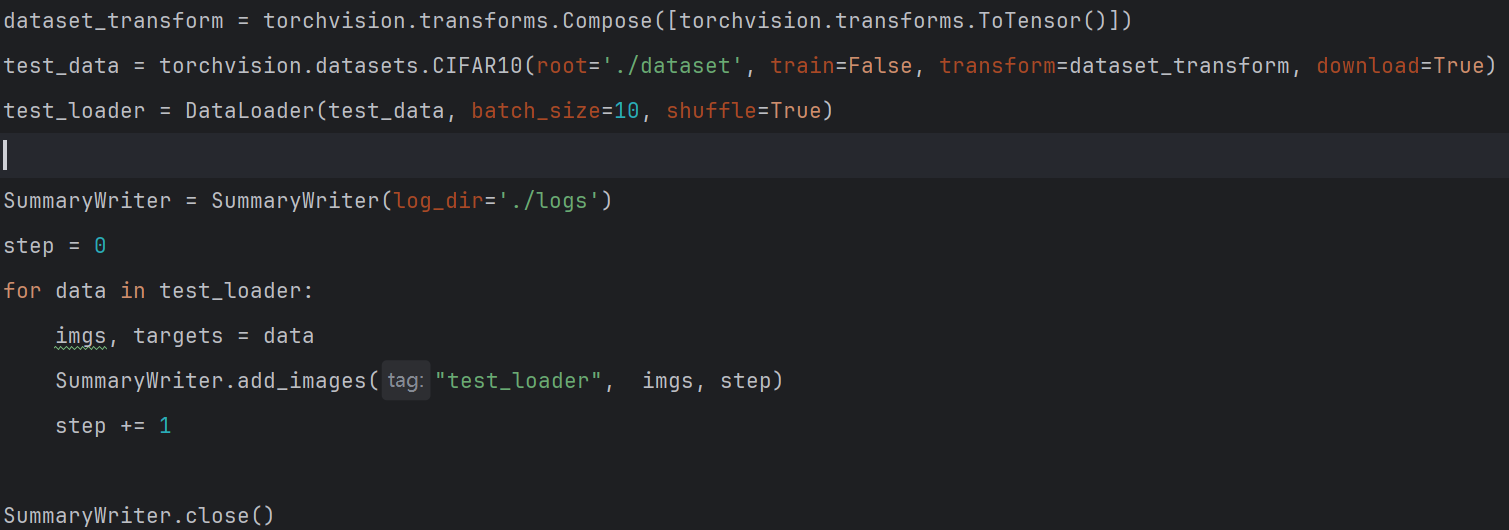 dataset_transform = torchvision.transforms.Compose([torchvision.transforms.ToTensor()])
test_data = torchvision.datasets.CIFAR10(root='./dataset', train=False, transform=dataset_transform, download=True)
test_loader = DataLoader(test_data, batch_size=10, shuffle=True)
SummaryWriter = SummaryWriter(log_dir='./logs')
step = 0
for data in test_loader:
    imgs, targets = data
    SummaryWriter.add_images(tag: "test_loader",  imgs, step)
    step += 1
SummaryWriter.close()